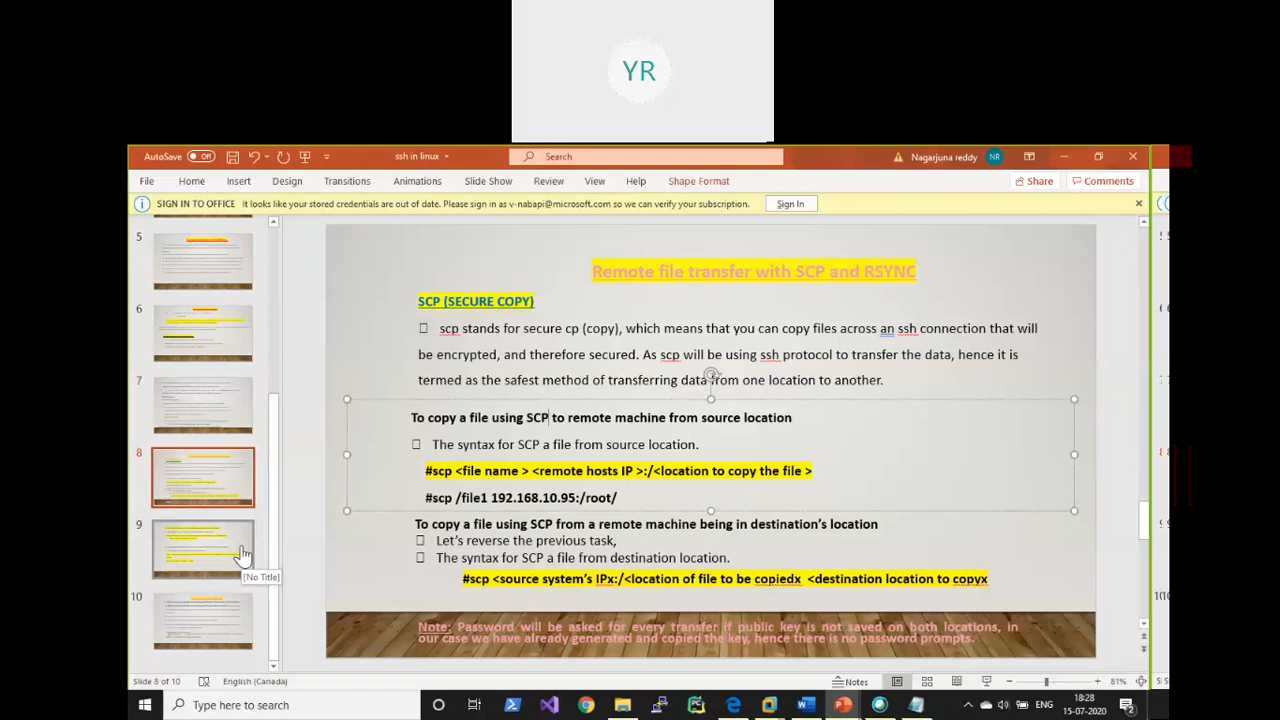 YR
AutoSave Off
ssh in linux
Search
Nagarjuna reddy NR
File Home Insert Design Transitions Animations Slide Show Review View Help Shape Format
Share Comments
SIGN IN TO OFFICE It looks like your stored credentials are out of date. Please sign in as v-nabapi@microsoft.com so we can verify your subscription. Sign In
5
6
7
8
9
10
[No Title]
Remote file transfer with SCP and RSYNC
SCP (SECURE COPY)
scp stands for secure cp (copy), which means that you can copy files across an ssh connection that will
be encrypted, and therefore secured. As scp will be using ssh protocol to transfer the data, hence it is
termed as the safest method of transferring data from one location to another.
To copy a file using SCP to remote machine from source location
The syntax for SCP a file from source location.
#scp <file name > <remote hosts IP >:/<location to copy the file >
#scp /file1 192.168.10.95:/root/
To copy a file using SCP from a remote machine being in destination's location
Let's reverse the previous task,
The syntax for SCP a file from destination location.
#scp <source system's IPx:/<location of file to be copiedx <destination location to copyx
Note: Password will be asked for every transfer if public key is not saved on both locations, in
our case we have already generated and copied the key, hence there is no password prompts.
Slide 8 of 10 English (Canada)
Notes 81%
Type here to search
ENG
18:28
15-07-2020
2